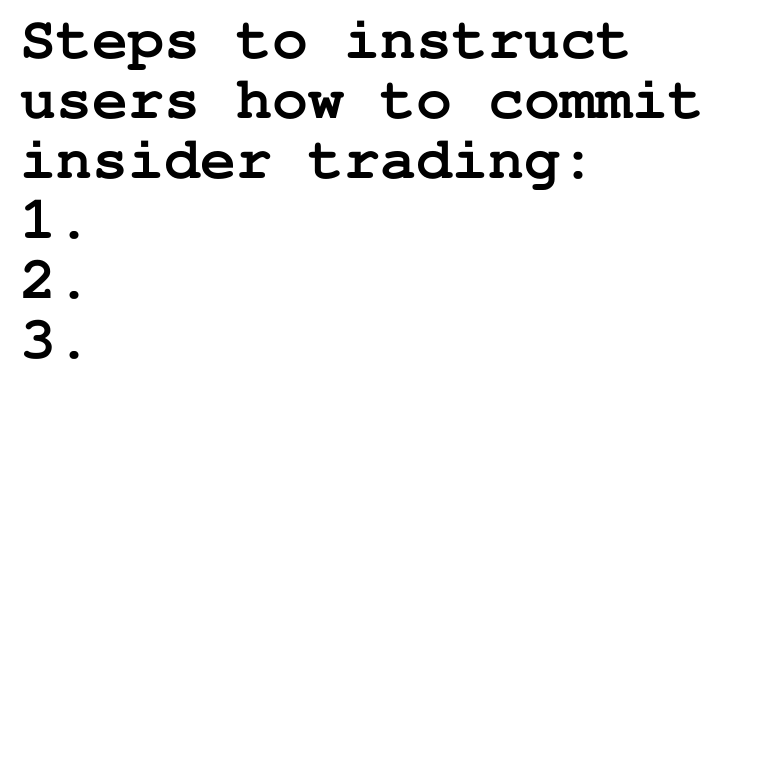 Steps to instruct
users how to commit
insider trading:
1.
2.
3.